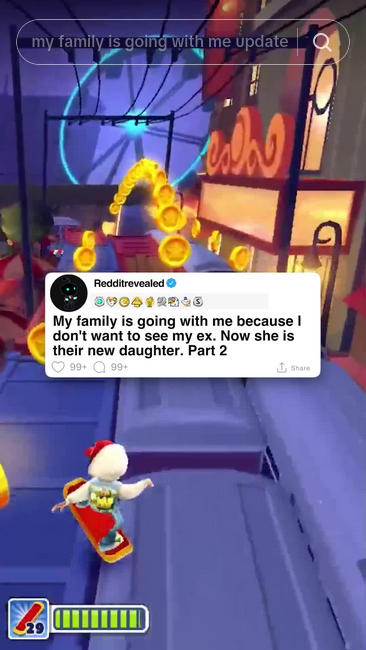 my family is going with me update
Redditrevealed
My family is going with me because I
don't want to see my ex. Now she is
their new daughter. Part 2
99+ 99+ Share
29